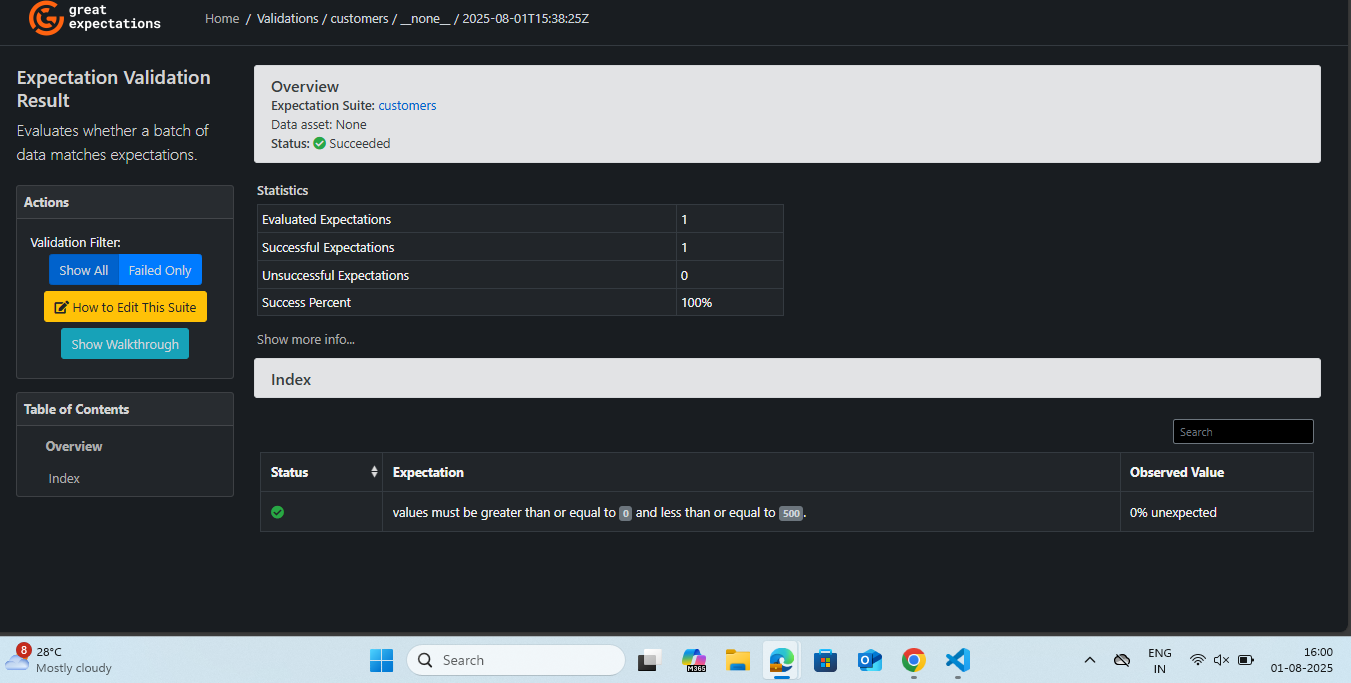 great
expectations
Home / Validations / customers / __none__ / 2025-08-01T15:38:25Z
Expectation Validation
Result
Evaluates whether a batch of
data matches expectations.
Actions
Validation Filter:
Show All Failed Only
How to Edit This Suite
Show Walkthrough
Table of Contents
Overview
Index
Overview
Expectation Suite: customers
Data asset: None
Status: Succeeded
Statistics
Evaluated Expectations 1
Successful Expectations 1
Unsuccessful Expectations 0
Success Percent 100%
Show more info...
Index
Search
Status Expectation Observed Value
values must be greater than or equal to 0 and less than or equal to 500. 0% unexpected
8
28°C
Mostly cloudy
Search
M365
ENG
IN
16:00
01-08-2025